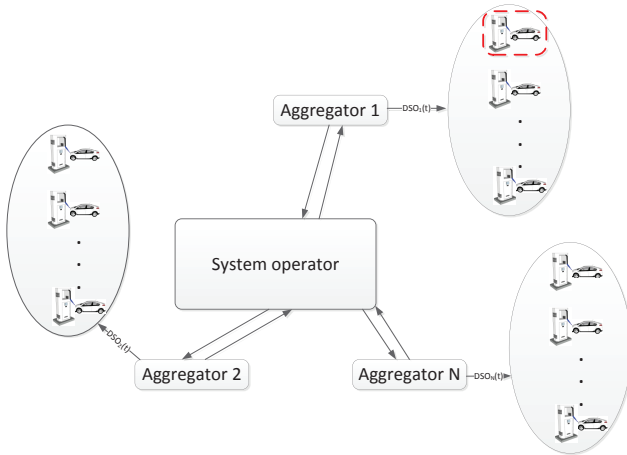 Aggregator 1
DSO₁(t)
System operator
DSO₂(t)
Aggregator 2
Aggregator N
DSOₙ(t)